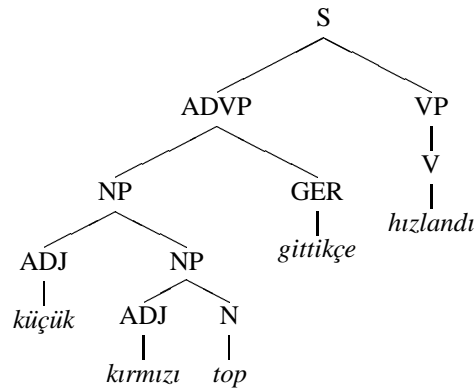 S
ADVP VP
NP GER V
gittikçe hızlandı
ADJ NP
küçük ADJ N
kırmızı top